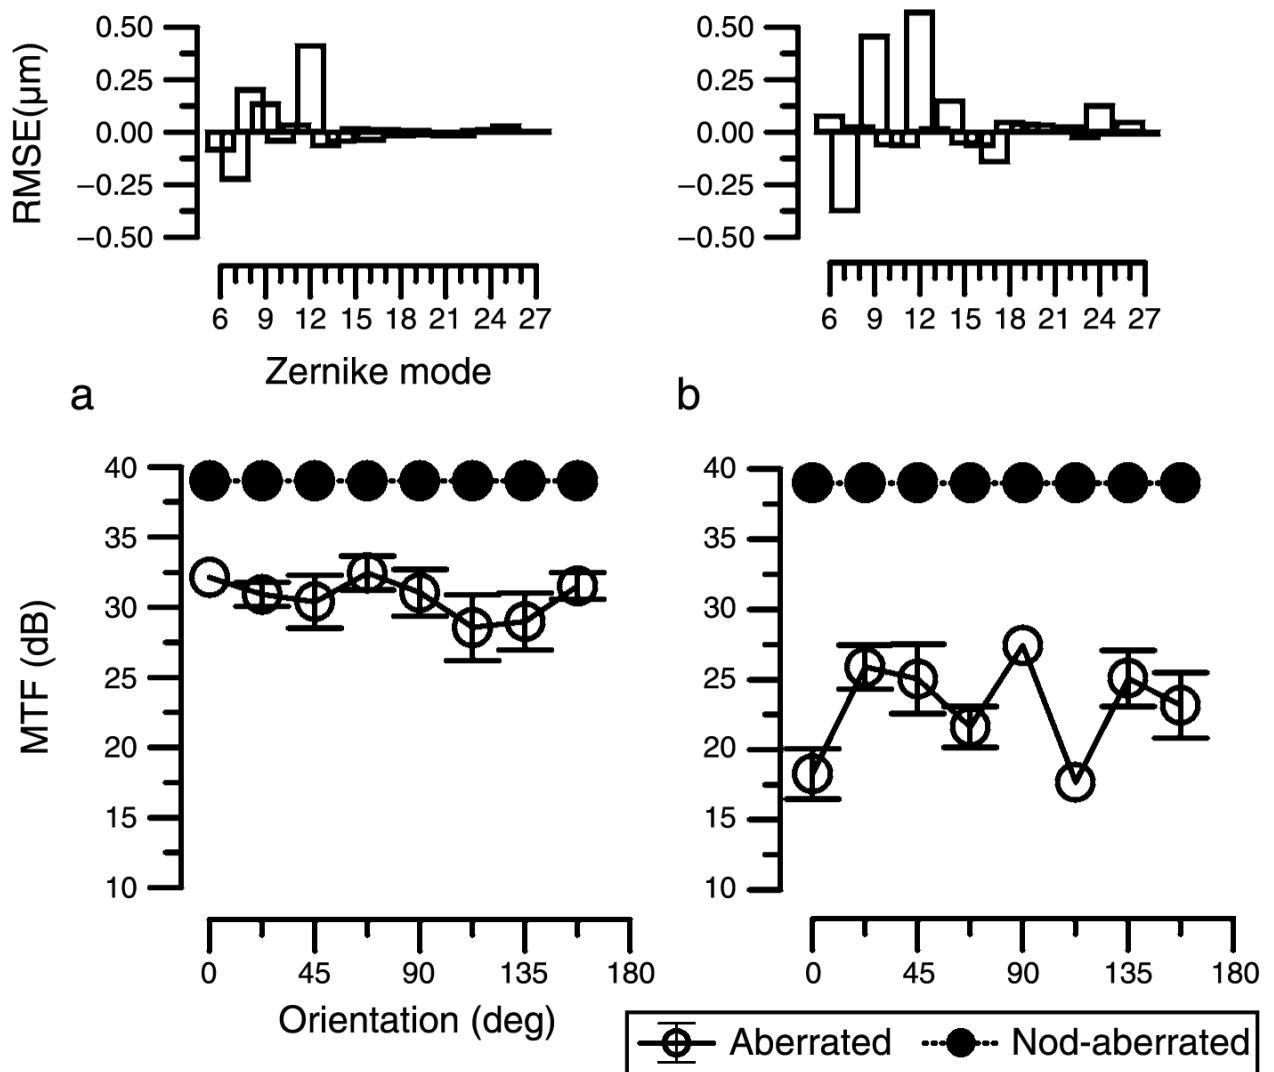 RMSE(µm)
0.50
0.25
0.00
−0.25
−0.50
6 9 12 15 18 21 24 27
Zernike mode
0.50
0.25
0.00
−0.25
−0.50
6 9 12 15 18 21 24 27
a
MTF (dB)
40
35
30
25
20
15
10
0 45 90 135 180
Orientation (deg)
b
40
35
30
25
20
15
10
0 45 90 135 180
Aberrated Nod-aberrated